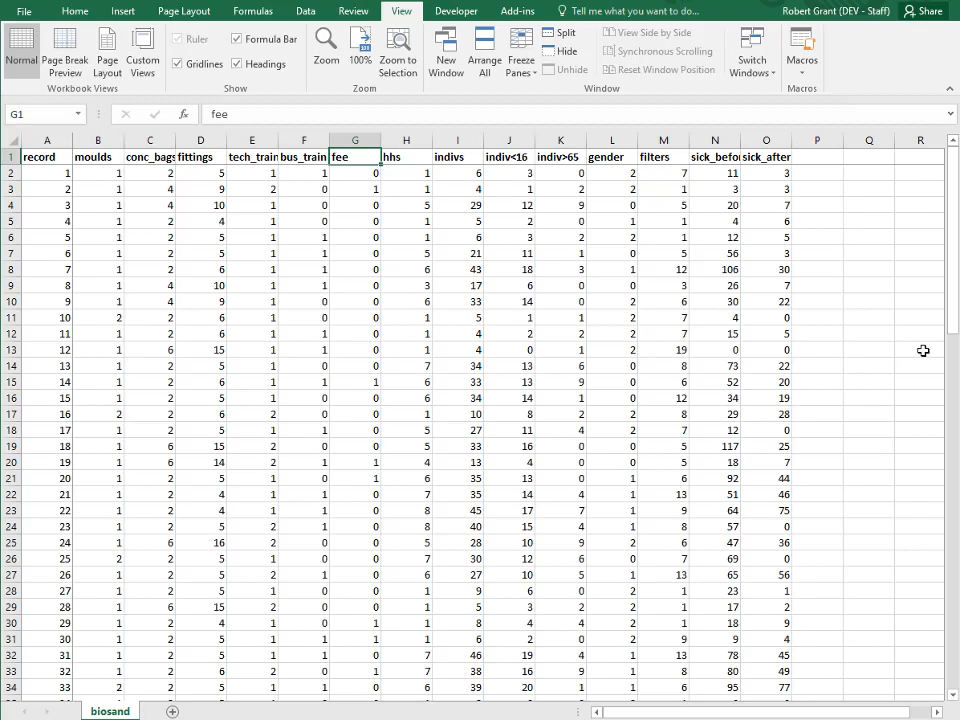 File Home Insert Page Layout Formulas Data Review View Developer Add-ins Tell me what you want to do... Robert Grant (DEV - Staff) Share
Normal Page Break Preview Page Layout Custom Views Ruler Formula Bar Gridlines Headings Zoom 100% Zoom to Selection New Window Arrange All Freeze Panes Split Hide Unhide View Side by Side Synchronous Scrolling Reset Window Position Switch Windows Macros
Workbook Views Show Zoom Window Macros
G1 fx fee
A B C D E F G H I J K L M N O P Q R
1 record moulds conc_bags fittings tech_train bus_train fee hhs indivs indiv<16 indiv>65 gender filters sick_befo sick_after
2 1 1 2 5 1 1 0 1 6 3 0 2 7 11 3
3 2 1 4 9 2 0 1 1 4 1 2 2 1 3 3
4 3 1 4 10 1 0 0 5 29 12 9 0 5 20 7
5 4 1 2 4 1 0 0 1 5 2 0 1 1 4 6
6 5 1 2 5 1 1 0 1 6 3 2 2 1 12 5
7 6 1 2 5 1 0 0 5 21 11 1 0 5 56 3
8 7 1 2 6 1 1 0 6 43 18 3 1 12 106 30
9 8 1 4 10 1 1 0 3 17 6 0 0 3 26 7
10 9 1 4 9 1 0 0 6 33 14 0 2 6 30 22
11 10 2 2 6 1 0 0 1 5 1 1 2 7 4 0
12 11 1 2 6 1 1 0 1 4 2 2 2 7 15 5
13 12 1 6 15 1 1 0 1 4 0 1 2 19 0 0
14 13 1 2 5 1 0 0 7 34 13 6 0 8 73 22
15 14 1 2 6 1 1 1 6 33 13 9 0 6 52 20
16 15 1 2 5 1 0 0 6 34 14 1 0 12 34 19
17 16 2 2 6 2 0 0 1 10 8 2 2 8 29 28
18 17 1 2 5 1 1 0 5 27 11 4 2 7 12 0
19 18 1 6 15 2 0 0 5 33 16 0 0 5 117 25
20 19 1 6 14 2 1 1 4 13 4 0 0 5 18 7
21 20 1 2 5 1 0 1 6 35 13 0 1 6 92 44
22 21 1 2 4 1 1 0 7 35 14 4 1 13 51 46
23 22 1 2 4 1 1 0 8 45 17 7 1 9 64 75
24 23 1 2 5 2 1 0 8 40 15 4 1 8 57 0
25 24 1 6 16 2 0 0 5 28 10 9 2 6 47 36
26 25 2 2 5 1 0 0 7 30 12 6 0 7 69 0
27 26 1 2 5 2 1 0 6 27 10 5 1 13 65 56
28 27 1 2 5 1 0 0 1 9 6 0 2 1 23 1
29 28 1 6 15 2 0 0 1 5 3 2 2 1 17 2
30 29 1 2 4 1 0 1 1 8 4 4 2 1 18 9
31 30 1 2 5 1 1 1 1 6 2 0 2 9 9 4
32 31 1 2 5 1 1 0 7 46 19 4 1 13 78 45
33 32 1 2 6 2 0 1 7 38 16 9 1 8 80 49
34 33 2 2 5 1 1 0 6 39 20 1 1 6 95 77
biosand